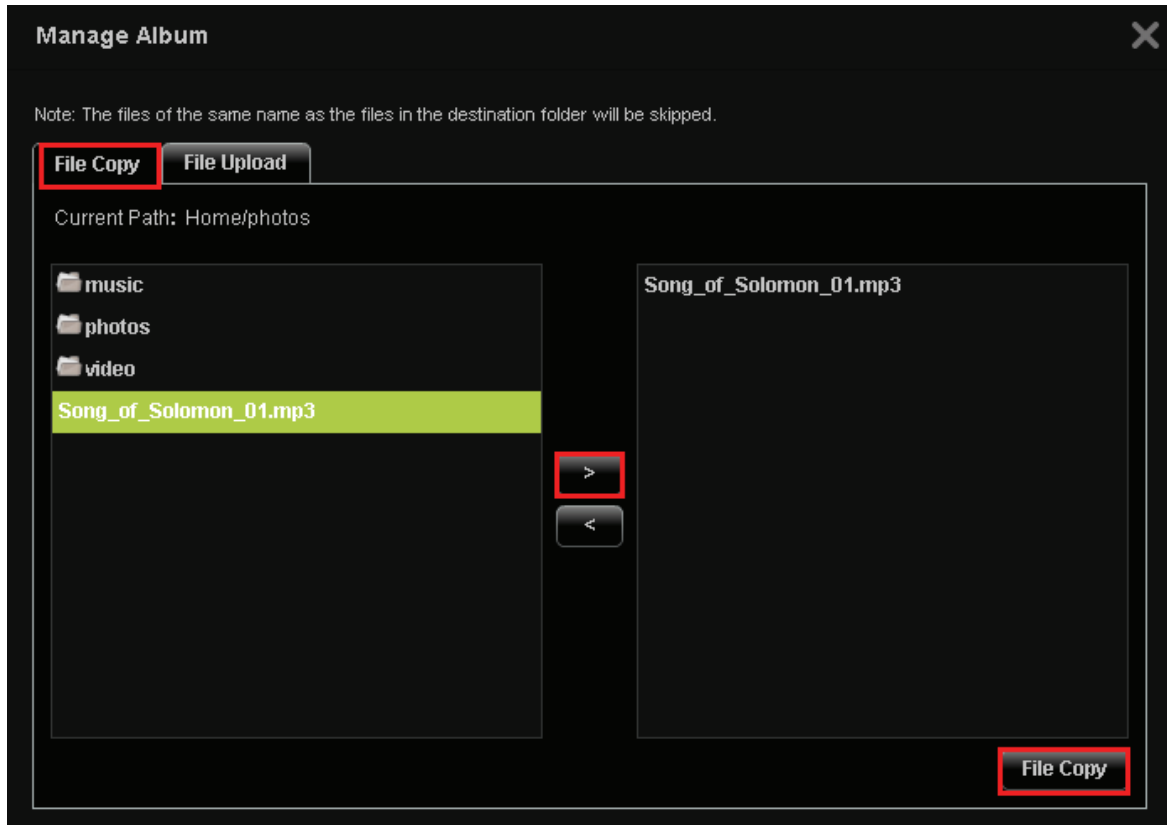 Manage Album
Note: The files of the same name as the files in the destination folder will be skipped.
File Copy
File Upload
Current Path: Home/photos
music
photos
video
Song_of_Solomon_01.mp3
Song_of_Solomon_01.mp3
>
<
File Copy